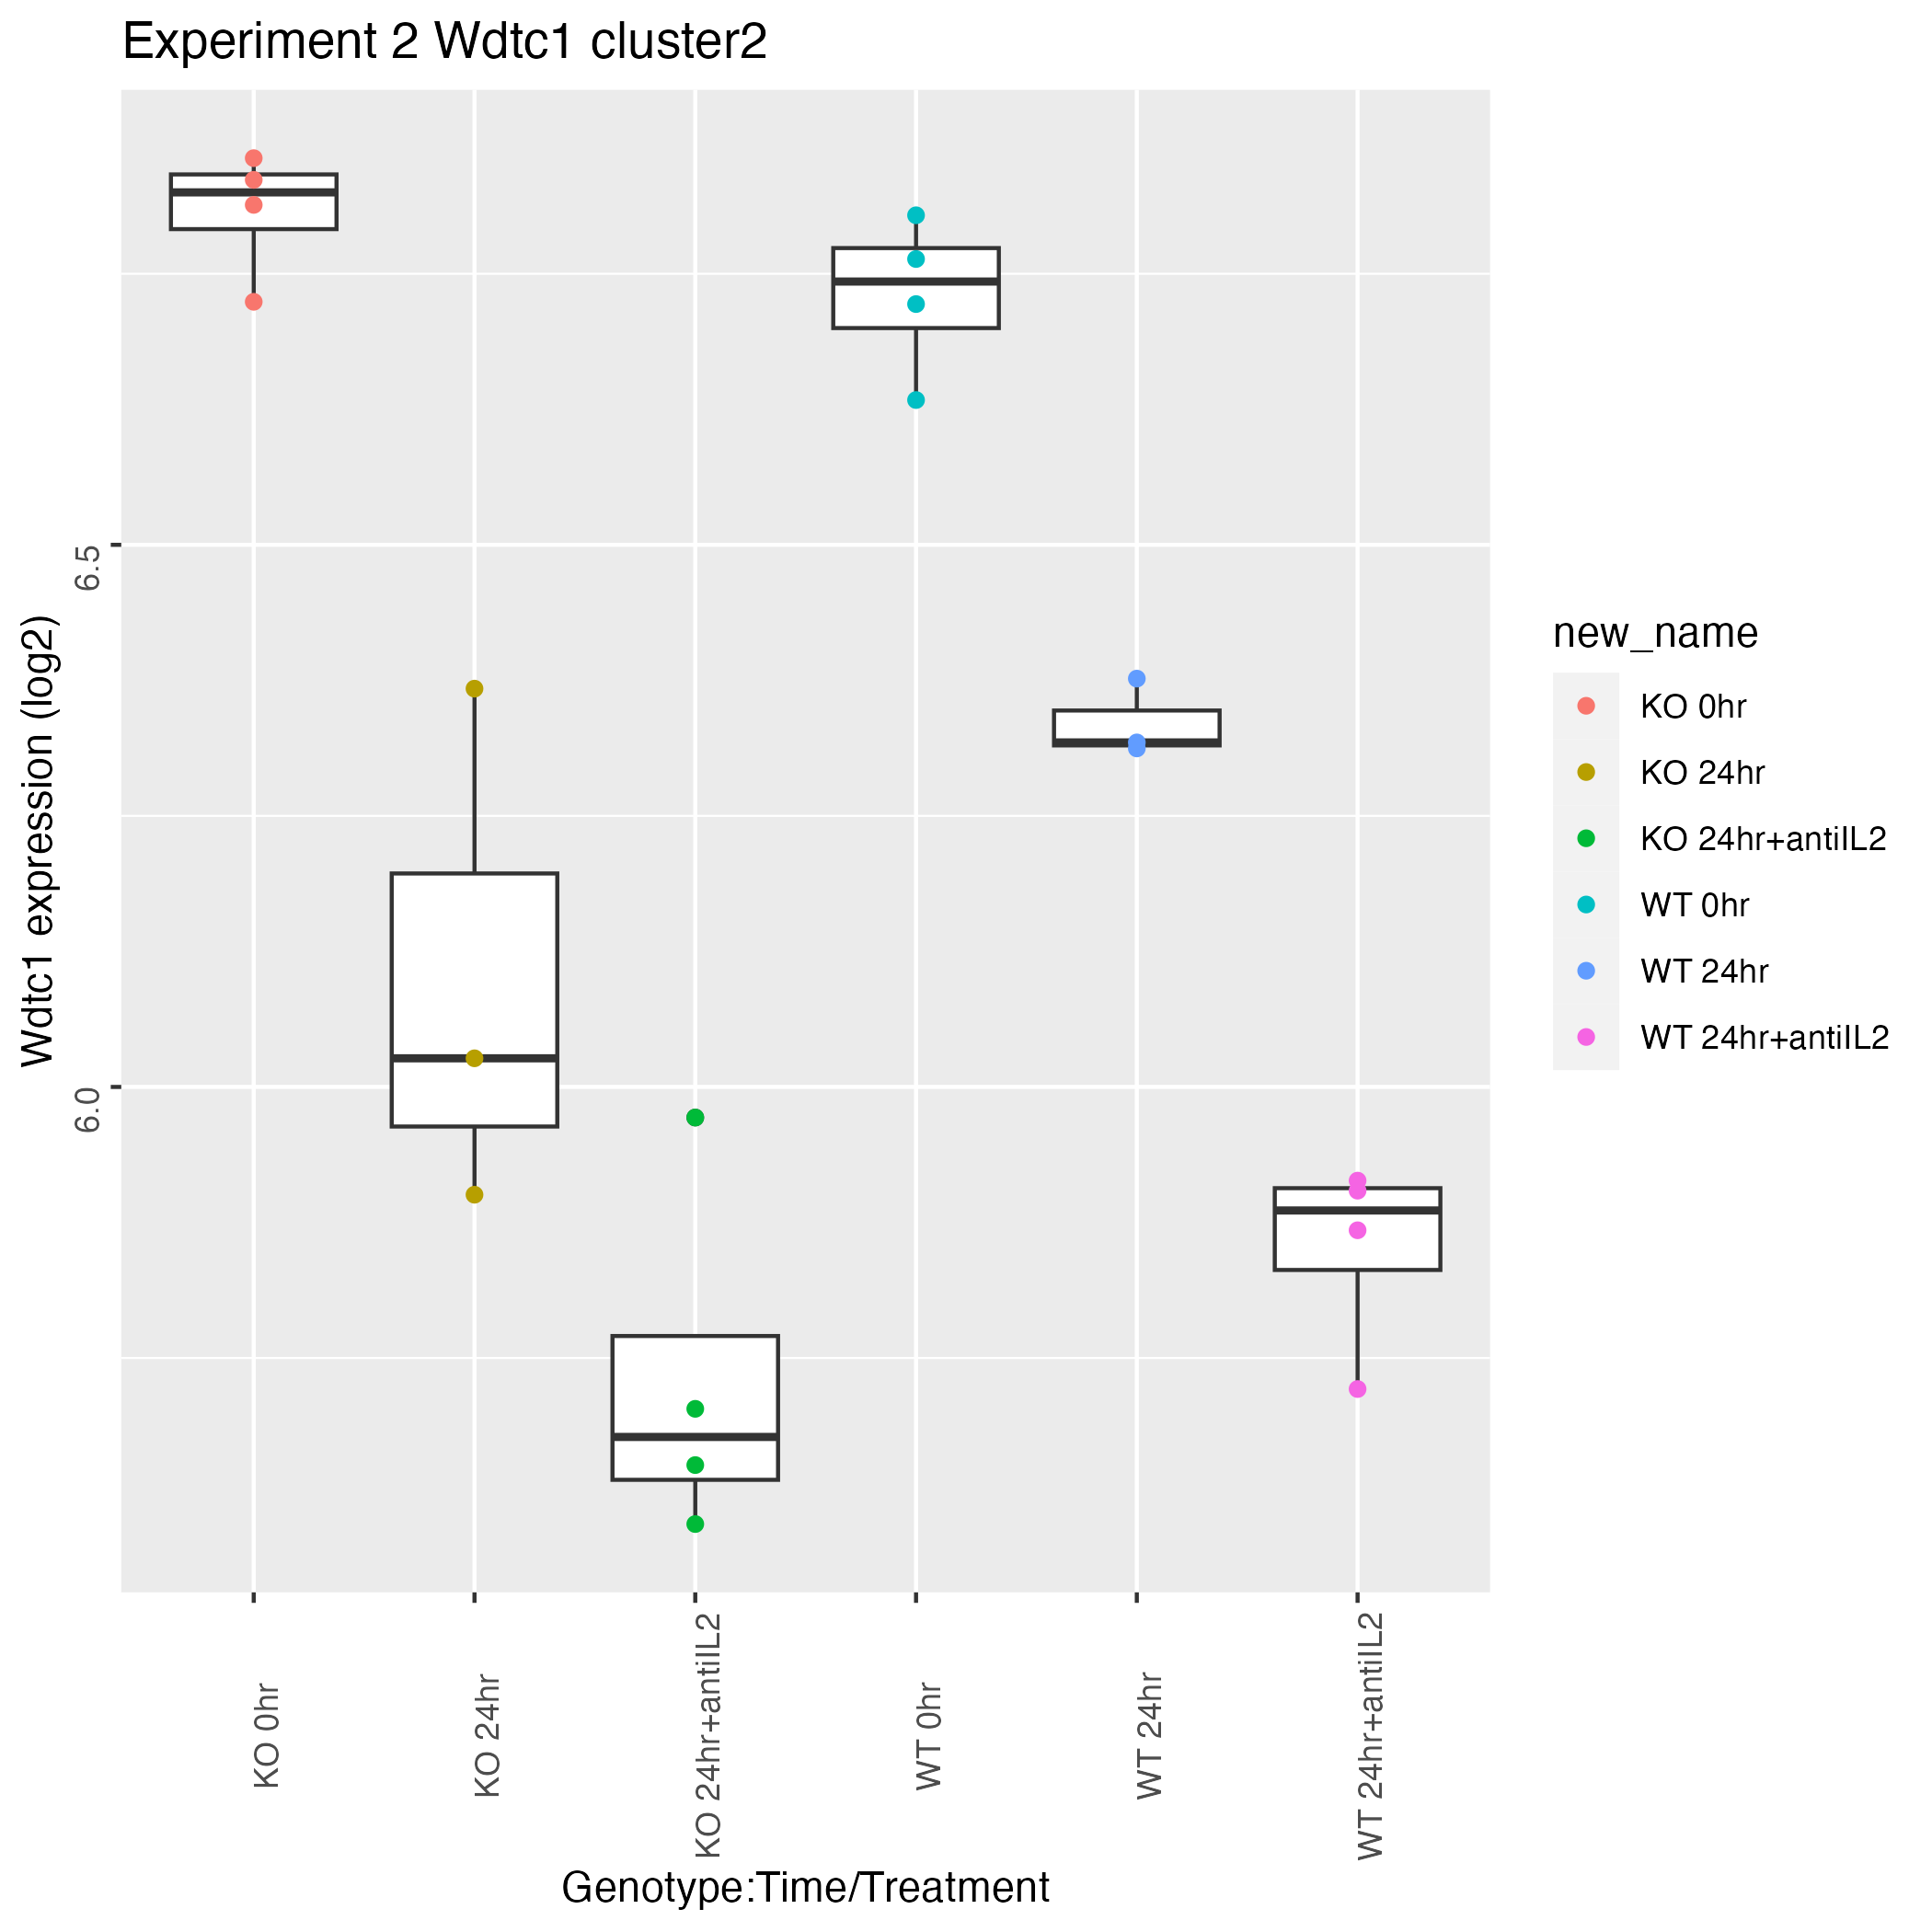 Experiment 2 Wdtc1 cluster2
Wdtc1 expression (log2)
6.5
6.0
KO 0hr
KO 24hr
KO 24hr+antiIL2
WT 0hr
WT 24hr
WT 24hr+antiIL2
Genotype:Time/Treatment
new_name
KO 0hr
KO 24hr
KO 24hr+antiIL2
WT 0hr
WT 24hr
WT 24hr+antiIL2